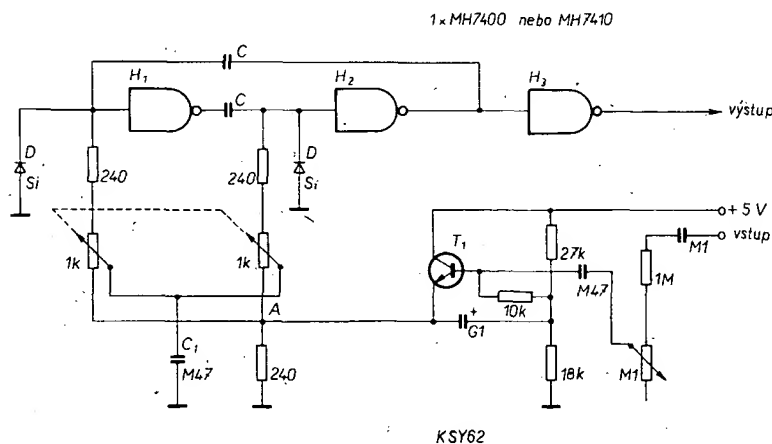 1 x MH7400 nebo MH7410
C
H1
C
H2
H3
výstup
D
Si
240
240
D
Si
+ 5 V
vstup
M1
T1
27k
1k
1k
M47
1M
10k
A
G1
+
C1
M47
240
18k
M1
KSY62